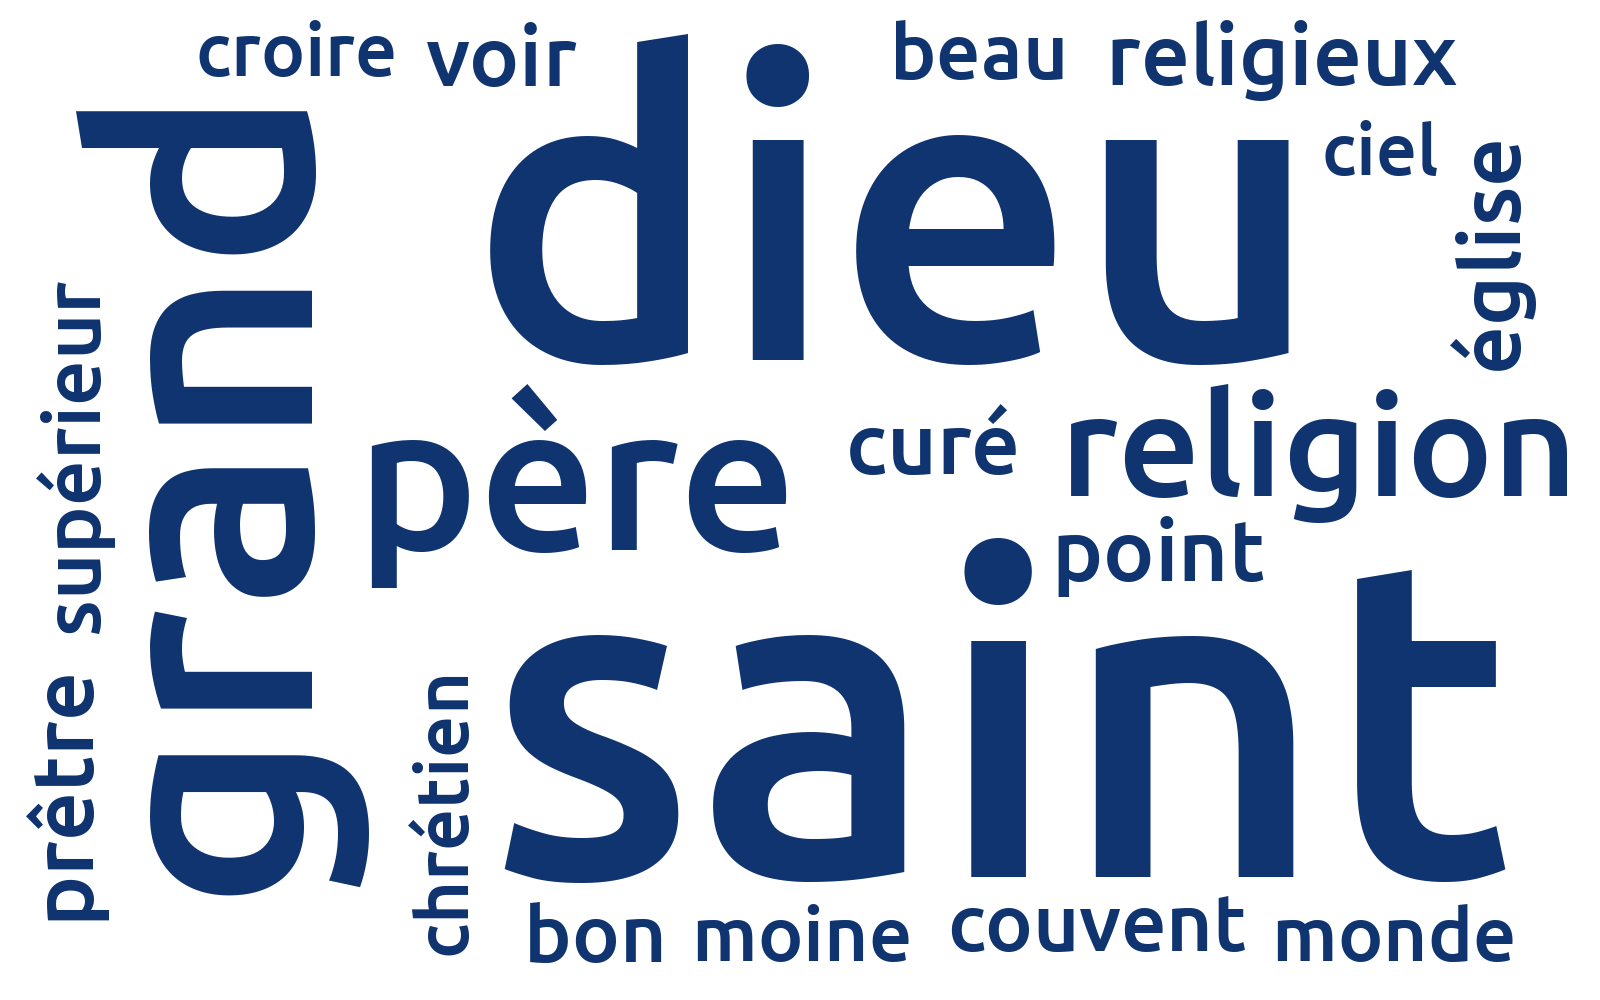 croire
voir
dieu
beau
religieux
ciel
église
grand
supérieur
père
curé
religion
point
prêtre
chrétien
saint
bon
moine
couvent
monde